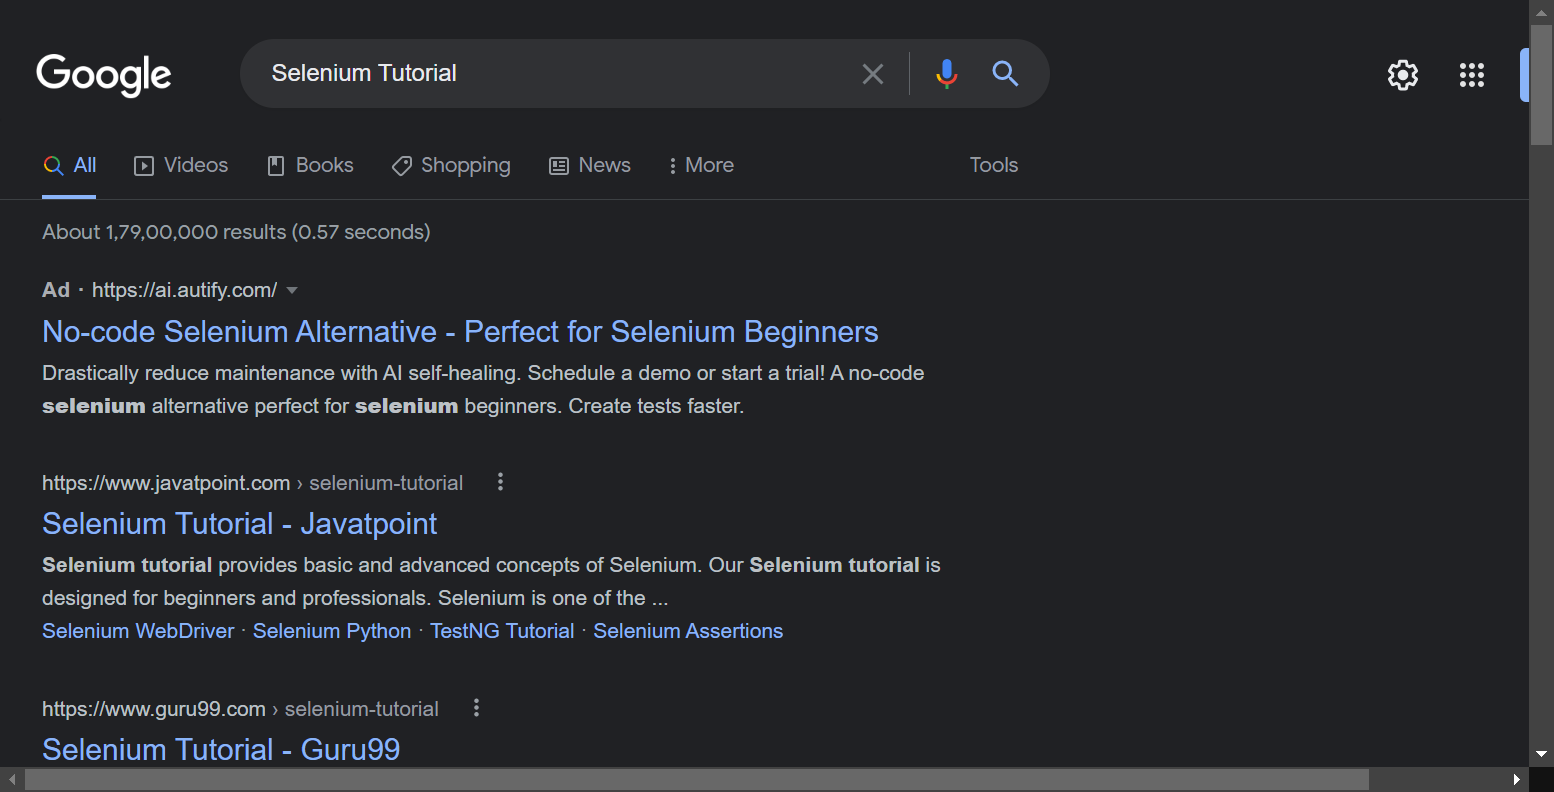 Google
Selenium Tutorial
All Videos Books Shopping News More Tools
About 1,79,00,000 results (0.57 seconds)
Ad · https://ai.autify.com/
No-code Selenium Alternative - Perfect for Selenium Beginners
Drastically reduce maintenance with AI self-healing. Schedule a demo or start a trial! A no-code
selenium alternative perfect for selenium beginners. Create tests faster.
https://www.javatpoint.com › selenium-tutorial
Selenium Tutorial - Javatpoint
Selenium tutorial provides basic and advanced concepts of Selenium. Our Selenium tutorial is
designed for beginners and professionals. Selenium is one of the ...
Selenium WebDriver · Selenium Python · TestNG Tutorial · Selenium Assertions
https://www.guru99.com › selenium-tutorial
Selenium Tutorial - Guru99